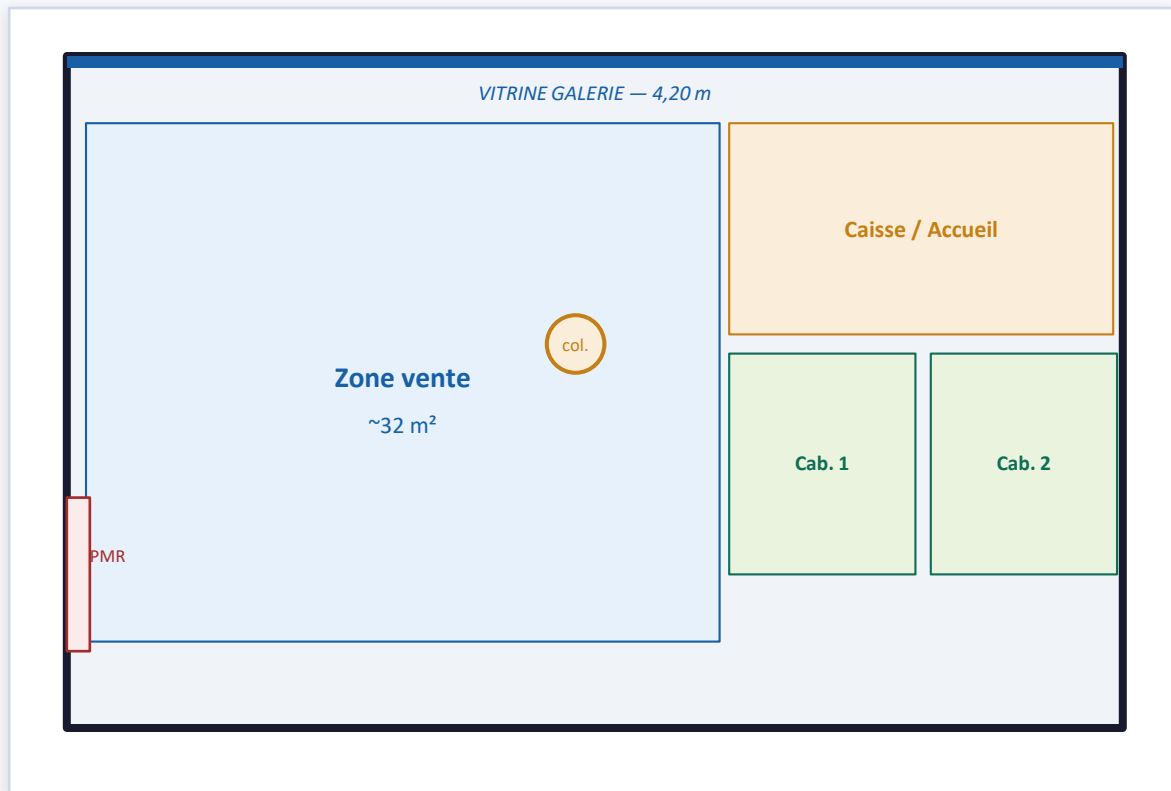 VITRINE GALERIE — 4,20 m
Caisse / Accueil
col.
Zone vente
~32 m²
Cab. 1
Cab. 2
PMR